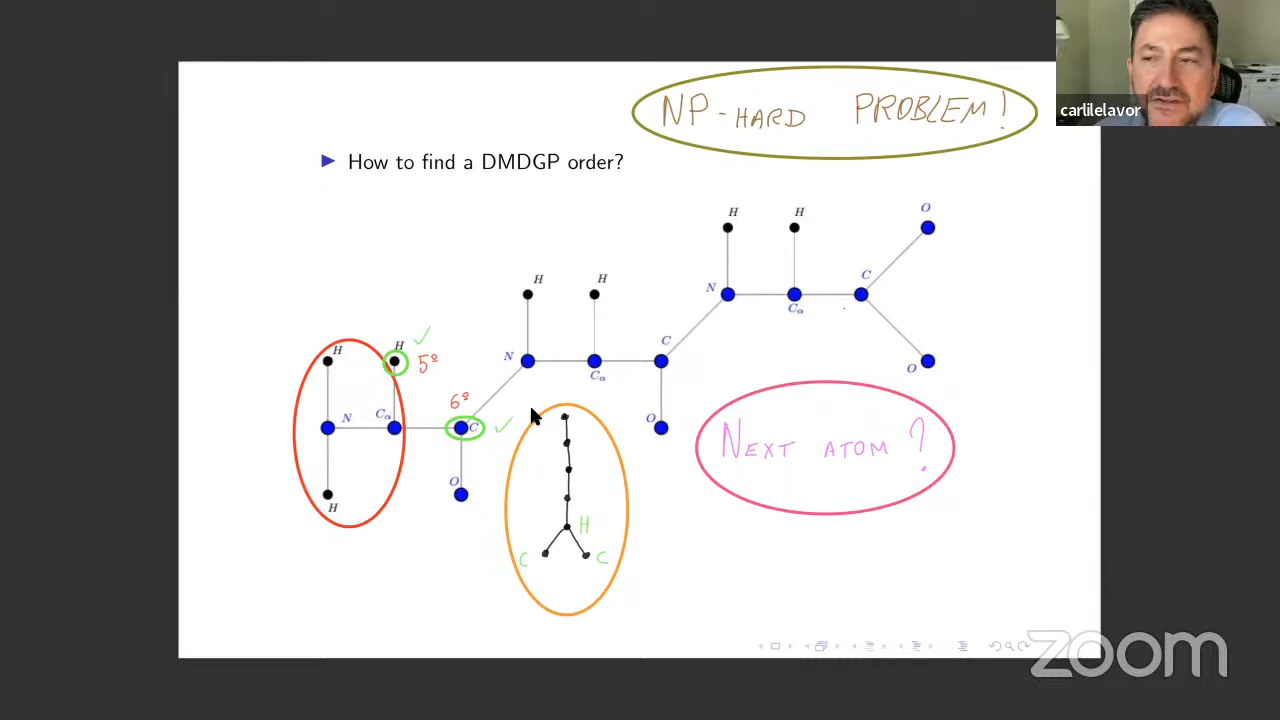 NP-HARD PROBLEM!
carlilelavor
▶ How to find a DMDGP order?
O
H H
C
N
Cα
H H
O
C
N
Cα
H
H ✓
5º
O
6º
N Cα
C ✓
NEXT ATOM ?
O
H
H
C C
zoom